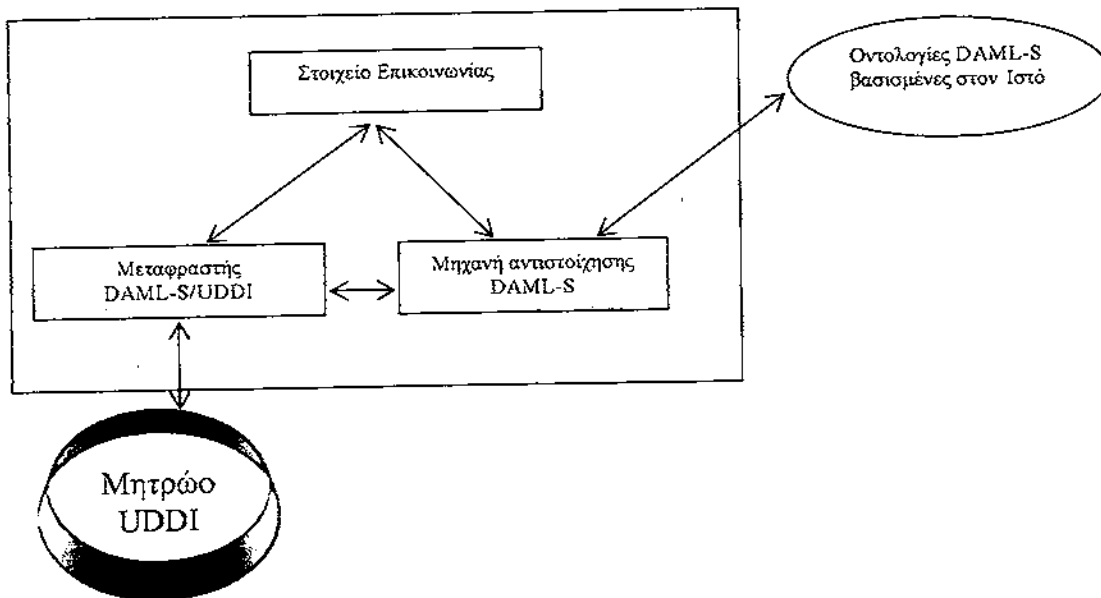 Στοιχείο Επικοινωνίας
Οντολογίες DAML-S
βασισμένες στον Ιστό
Μεταφραστής
DAML-S/UDDI
Μηχανή αντιστοίχησης
DAML-S
Μητρώο
UDDI